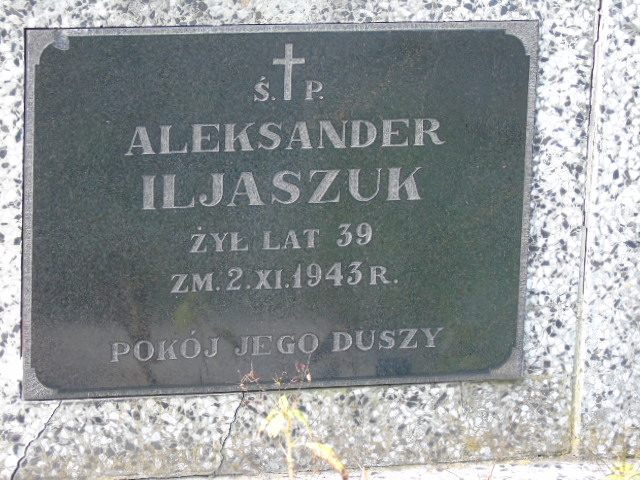 Ś. P.
ALEKSANDER
ILJASZUK
ŻYŁ LAT 39
ZM. 2. XI. 1943 R.
POKÓJ JEGO DUSZY